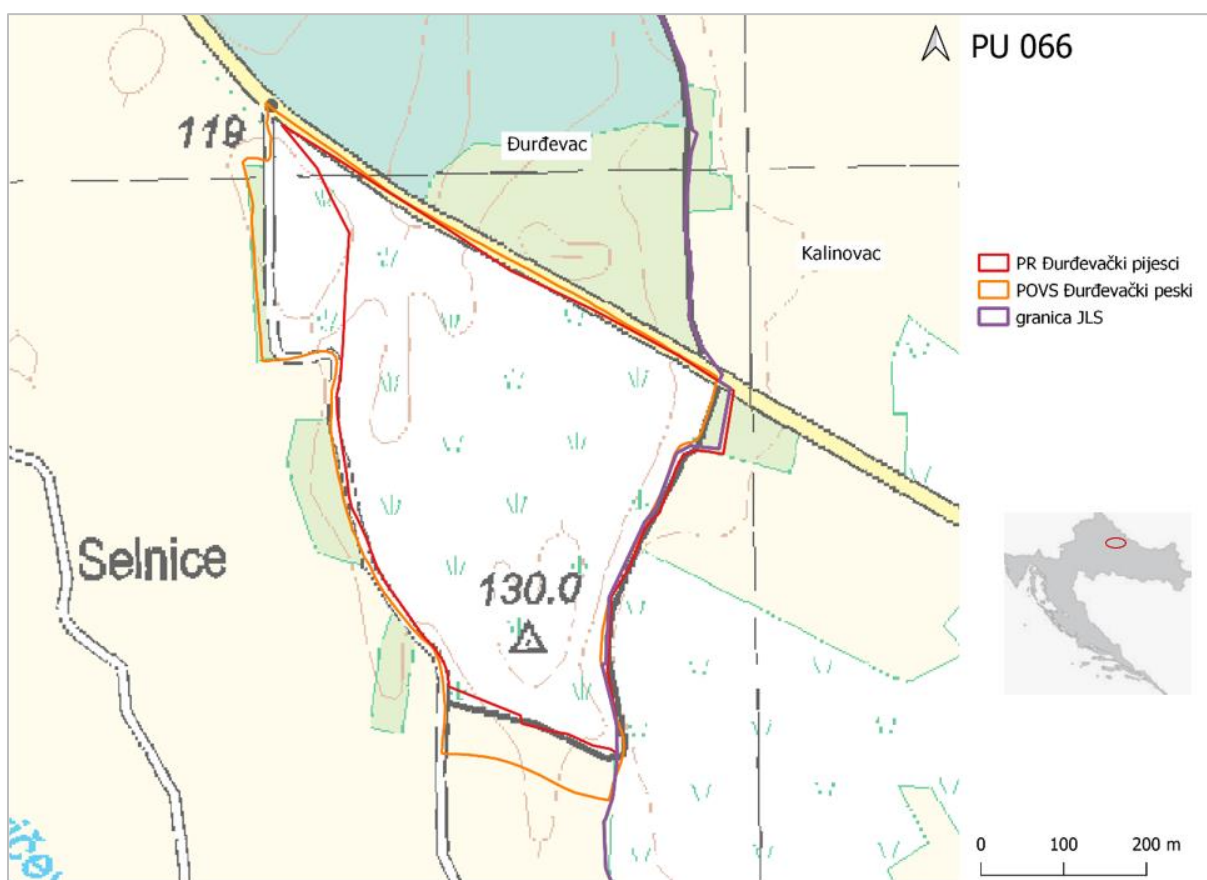 PU 066
119
Đurđevac
Kalinovac
PR Đurđevački pijesci
POVS Đurđevački peski
granica JLS
Selnice
130.0
0 100 200 m